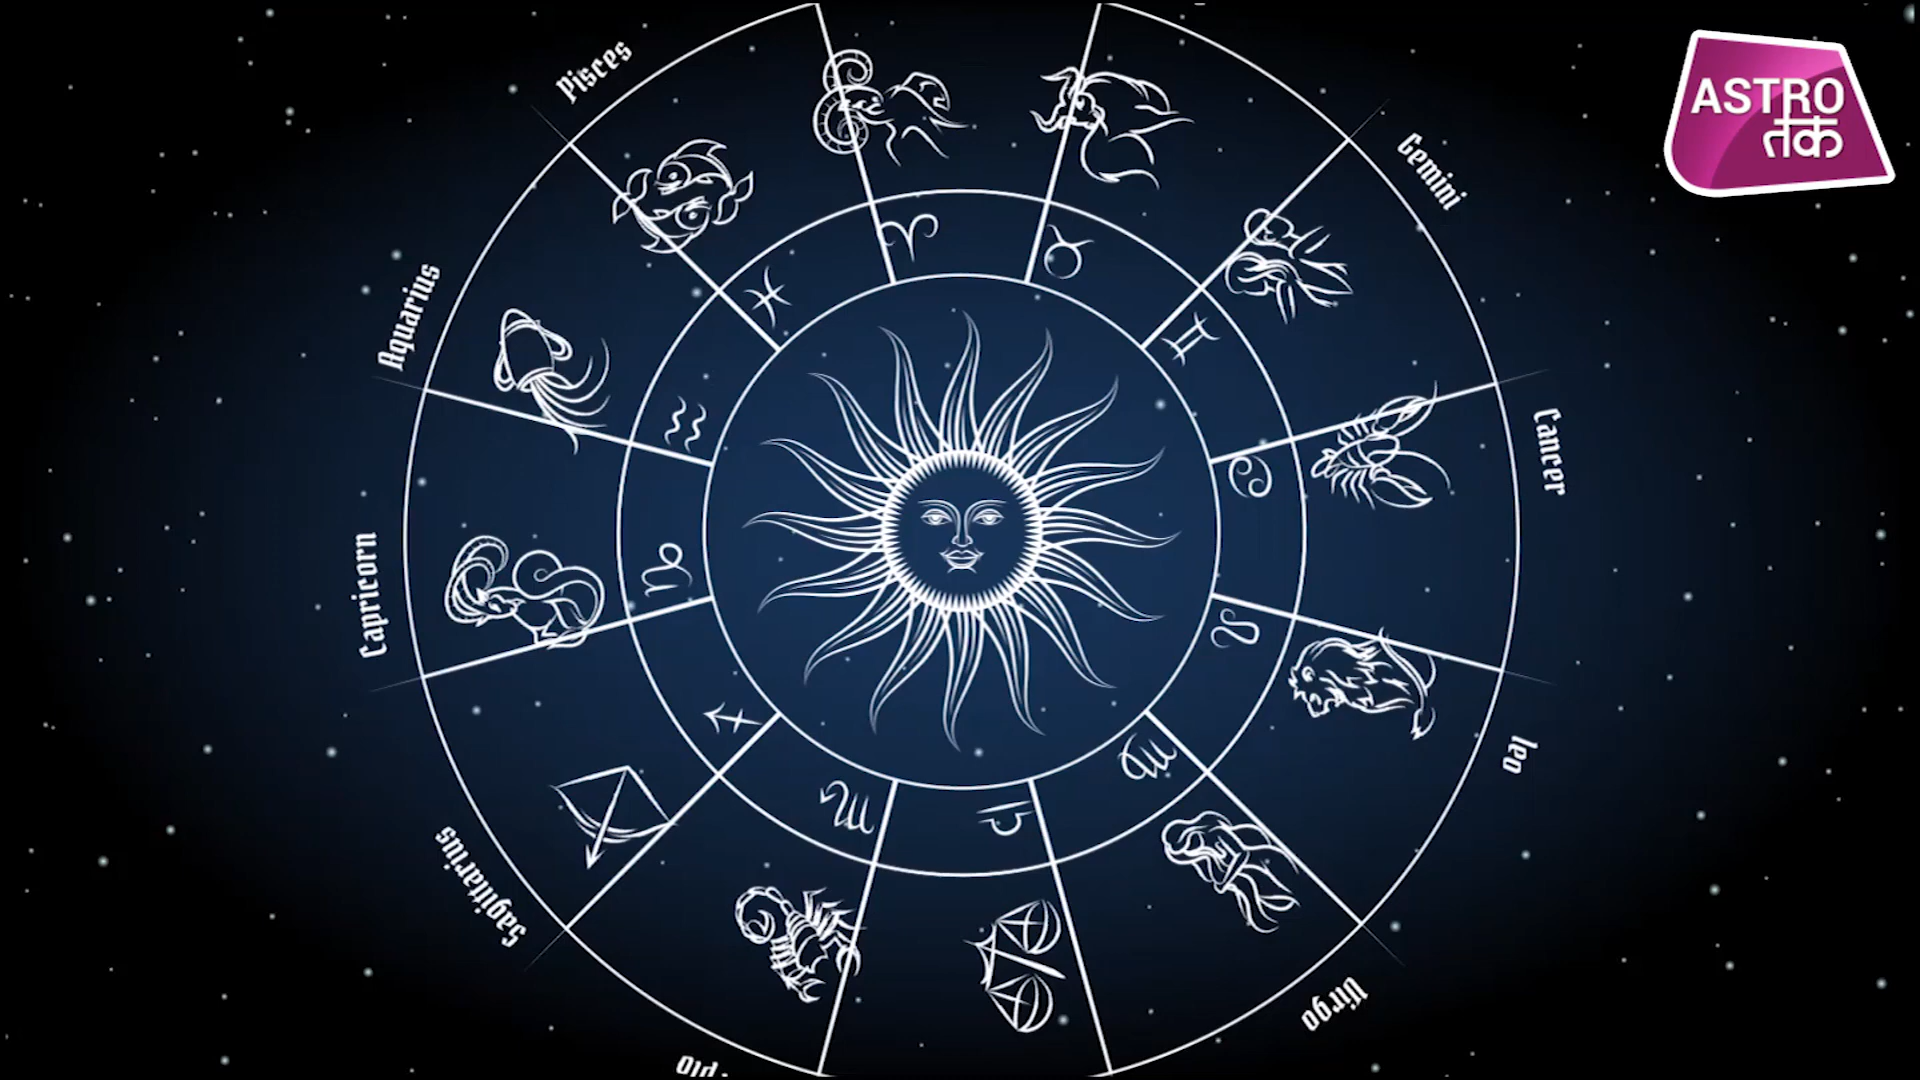 Pisces
Gemini
Aquarius
Cancer
Capricorn
leo
Sagittarius
Virgo
ASTRO
तक